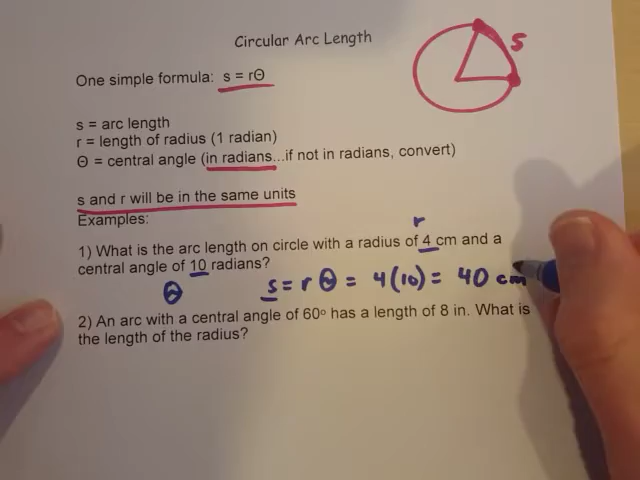 Circular Arc Length
s
One simple formula: s = rΘ
s = arc length
r = length of radius (1 radian)
Θ = central angle (in radians...if not in radians, convert)
s and r will be in the same units
Examples:
r
1) What is the arc length on circle with a radius of 4 cm and a
central angle of 10 radians?
Θ
s = r Θ = 4(10) = 40 cm
2) An arc with a central angle of 60° has a length of 8 in. What is
the length of the radius?